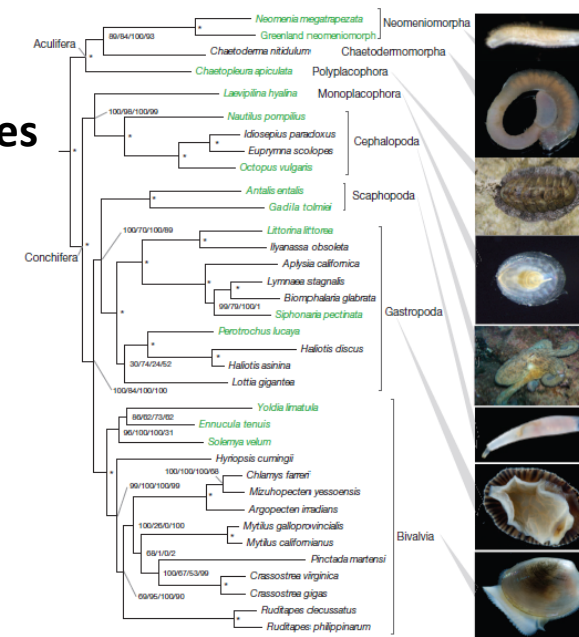 es
Aculifera
89/84/100/93
*
*
Neomenia megatrapezata
Greenland neomeniomorph
Neomeniomorpha
Chaetoderma nitidulum
Chaetodermomorpha
*
Chaetopleura apiculata
Polyplacophora
Laevipilina hyalina
Monoplacophora
100/98/100/99
Nautilus pompilius
*
*
Idiosepius paradoxus
Euprymna scolopes
Octopus vulgaris
Cephalopoda
*
*
Antalis entalis
Gadila tolmiei
Scaphopoda
Conchifera
100/70/100/69
*
Littorina littorea
Ilyanassa obsoleta
*
Aplysia californica
Lymnaea stagnalis
Biomphalaria glabrata
99/79/100/1
Siphonaria pectinata
Gastropoda
*
Perotrochus lucaya
*
Haliotis discus
30/74/24/52
Haliotis asinina
Lottia gigantea
100/84/100/100
Yoldia limatula
86/62/73/62
Ennucula tenuis
96/100/100/31
Solemya velum
Hyriopsis cumingii
100/100/100/68
99/100/100/99
Chlamys farreri
Mizuhopecten yessoensis
Argopecten irradians
100/26/0/100
Mytilus galloprovincialis
Mytilus californianus
Bivalvia
68/1/0/2
Pinctada martensi
100/67/53/99
Crassostrea virginica
Crassostrea gigas
69/95/100/90
Ruditapes decussatus
Ruditapes philippinarum